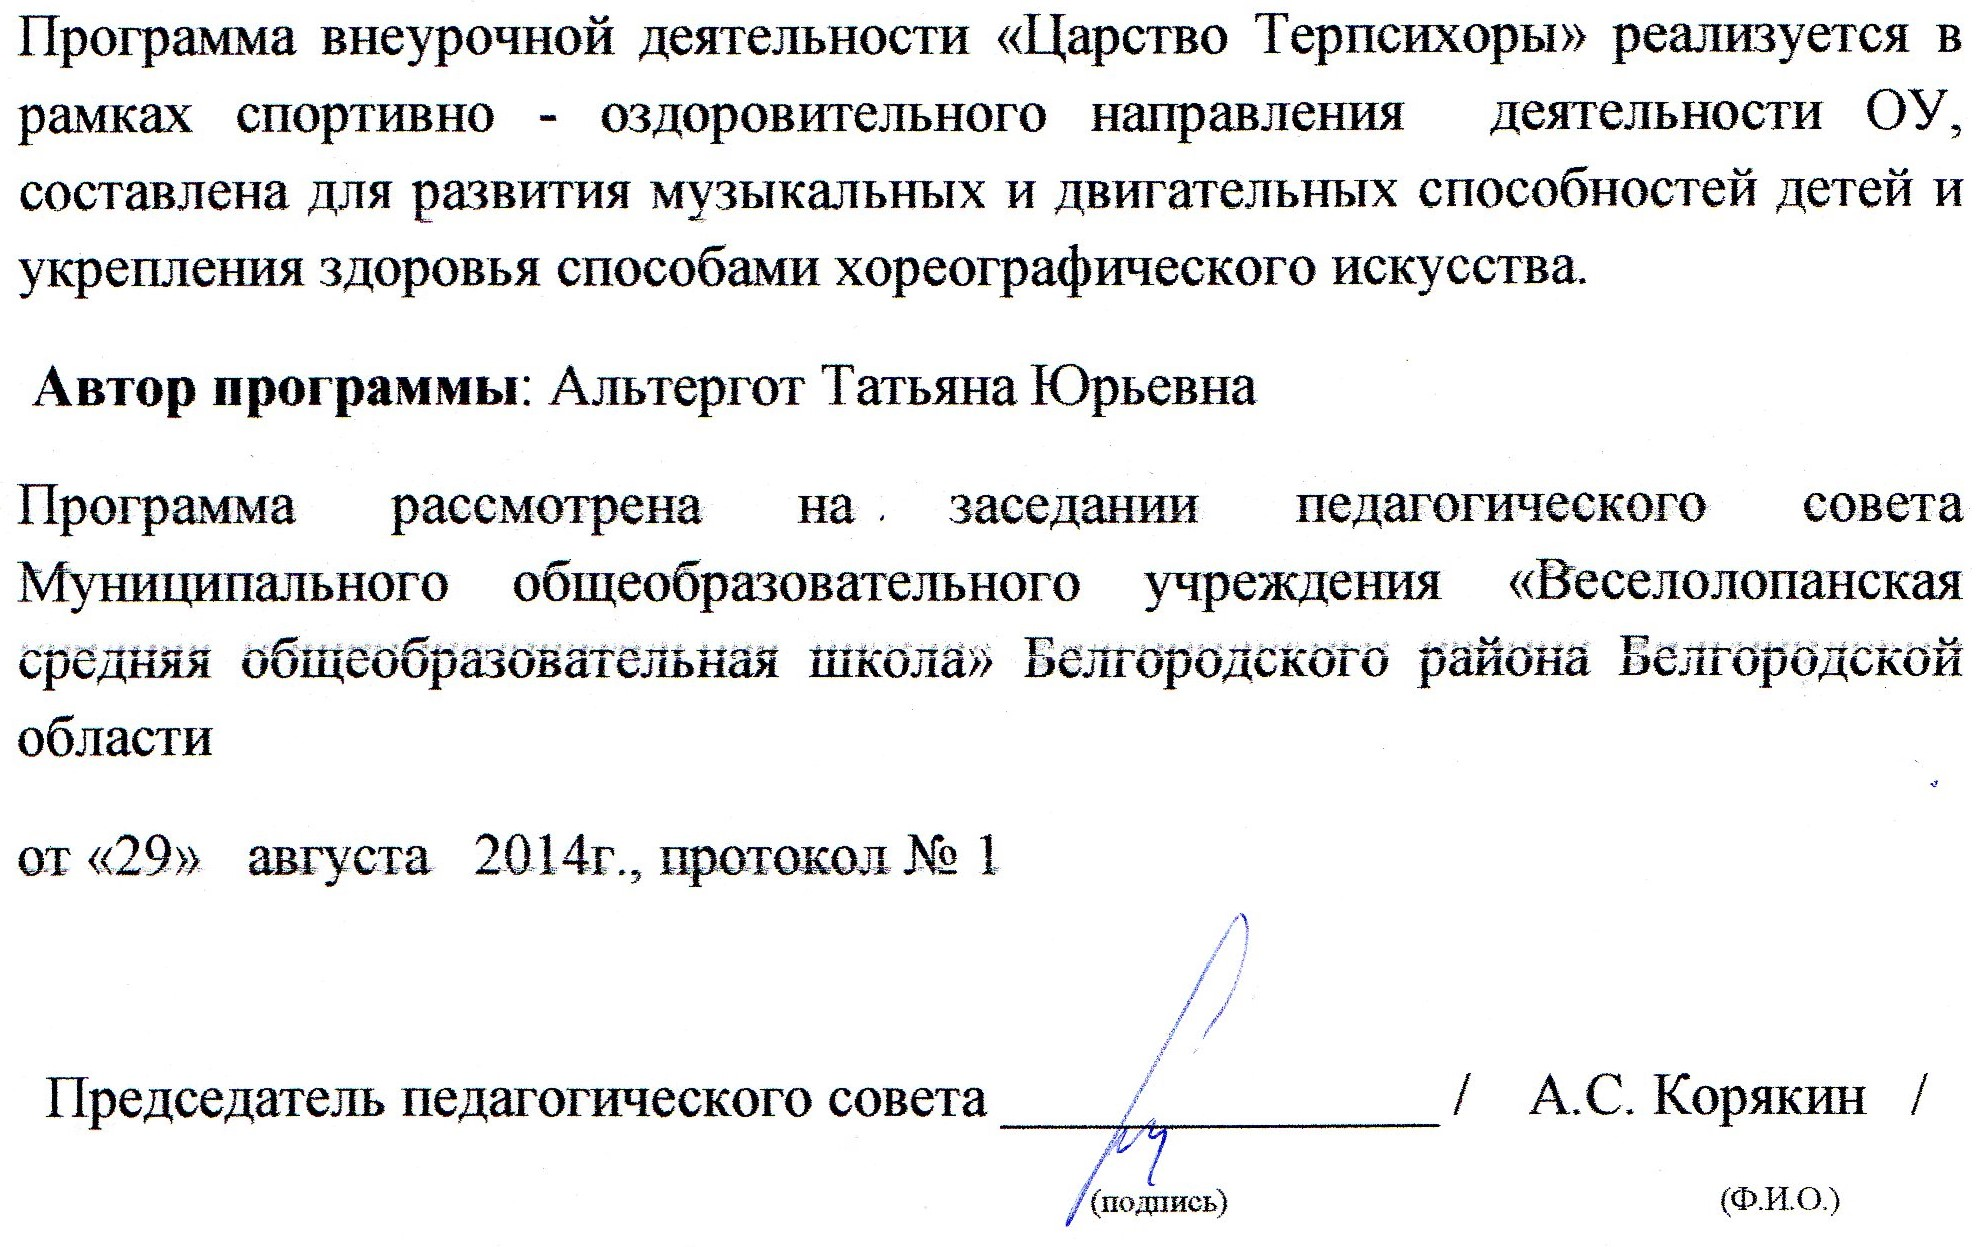 Программа внеурочной деятельности «Царство Терпсихоры» реализуется в
рамках спортивно - оздоровительного направления деятельности ОУ,
составлена для развития музыкальных и двигательных способностей детей и
укрепления здоровья способами хореографического искусства.
Автор программы: Альтергот Татьяна Юрьевна
Программа рассмотрена на заседании педагогического совета
Муниципального общеобразовательного учреждения «Веселолопанская
средняя общеобразовательная школа» Белгородского района Белгородской
области
от «29» августа 2014г., протокол № 1
Председатель педагогического совета ________________ / А.С. Корякин /
(подпись) (Ф.И.О.)